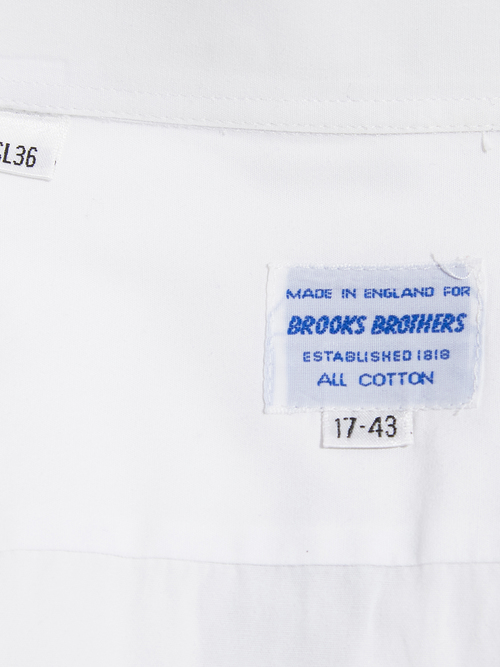 SL36
MADE IN ENGLAND FOR
BROOKS BROTHERS
ESTABLISHED 1818
ALL COTTON
17-43